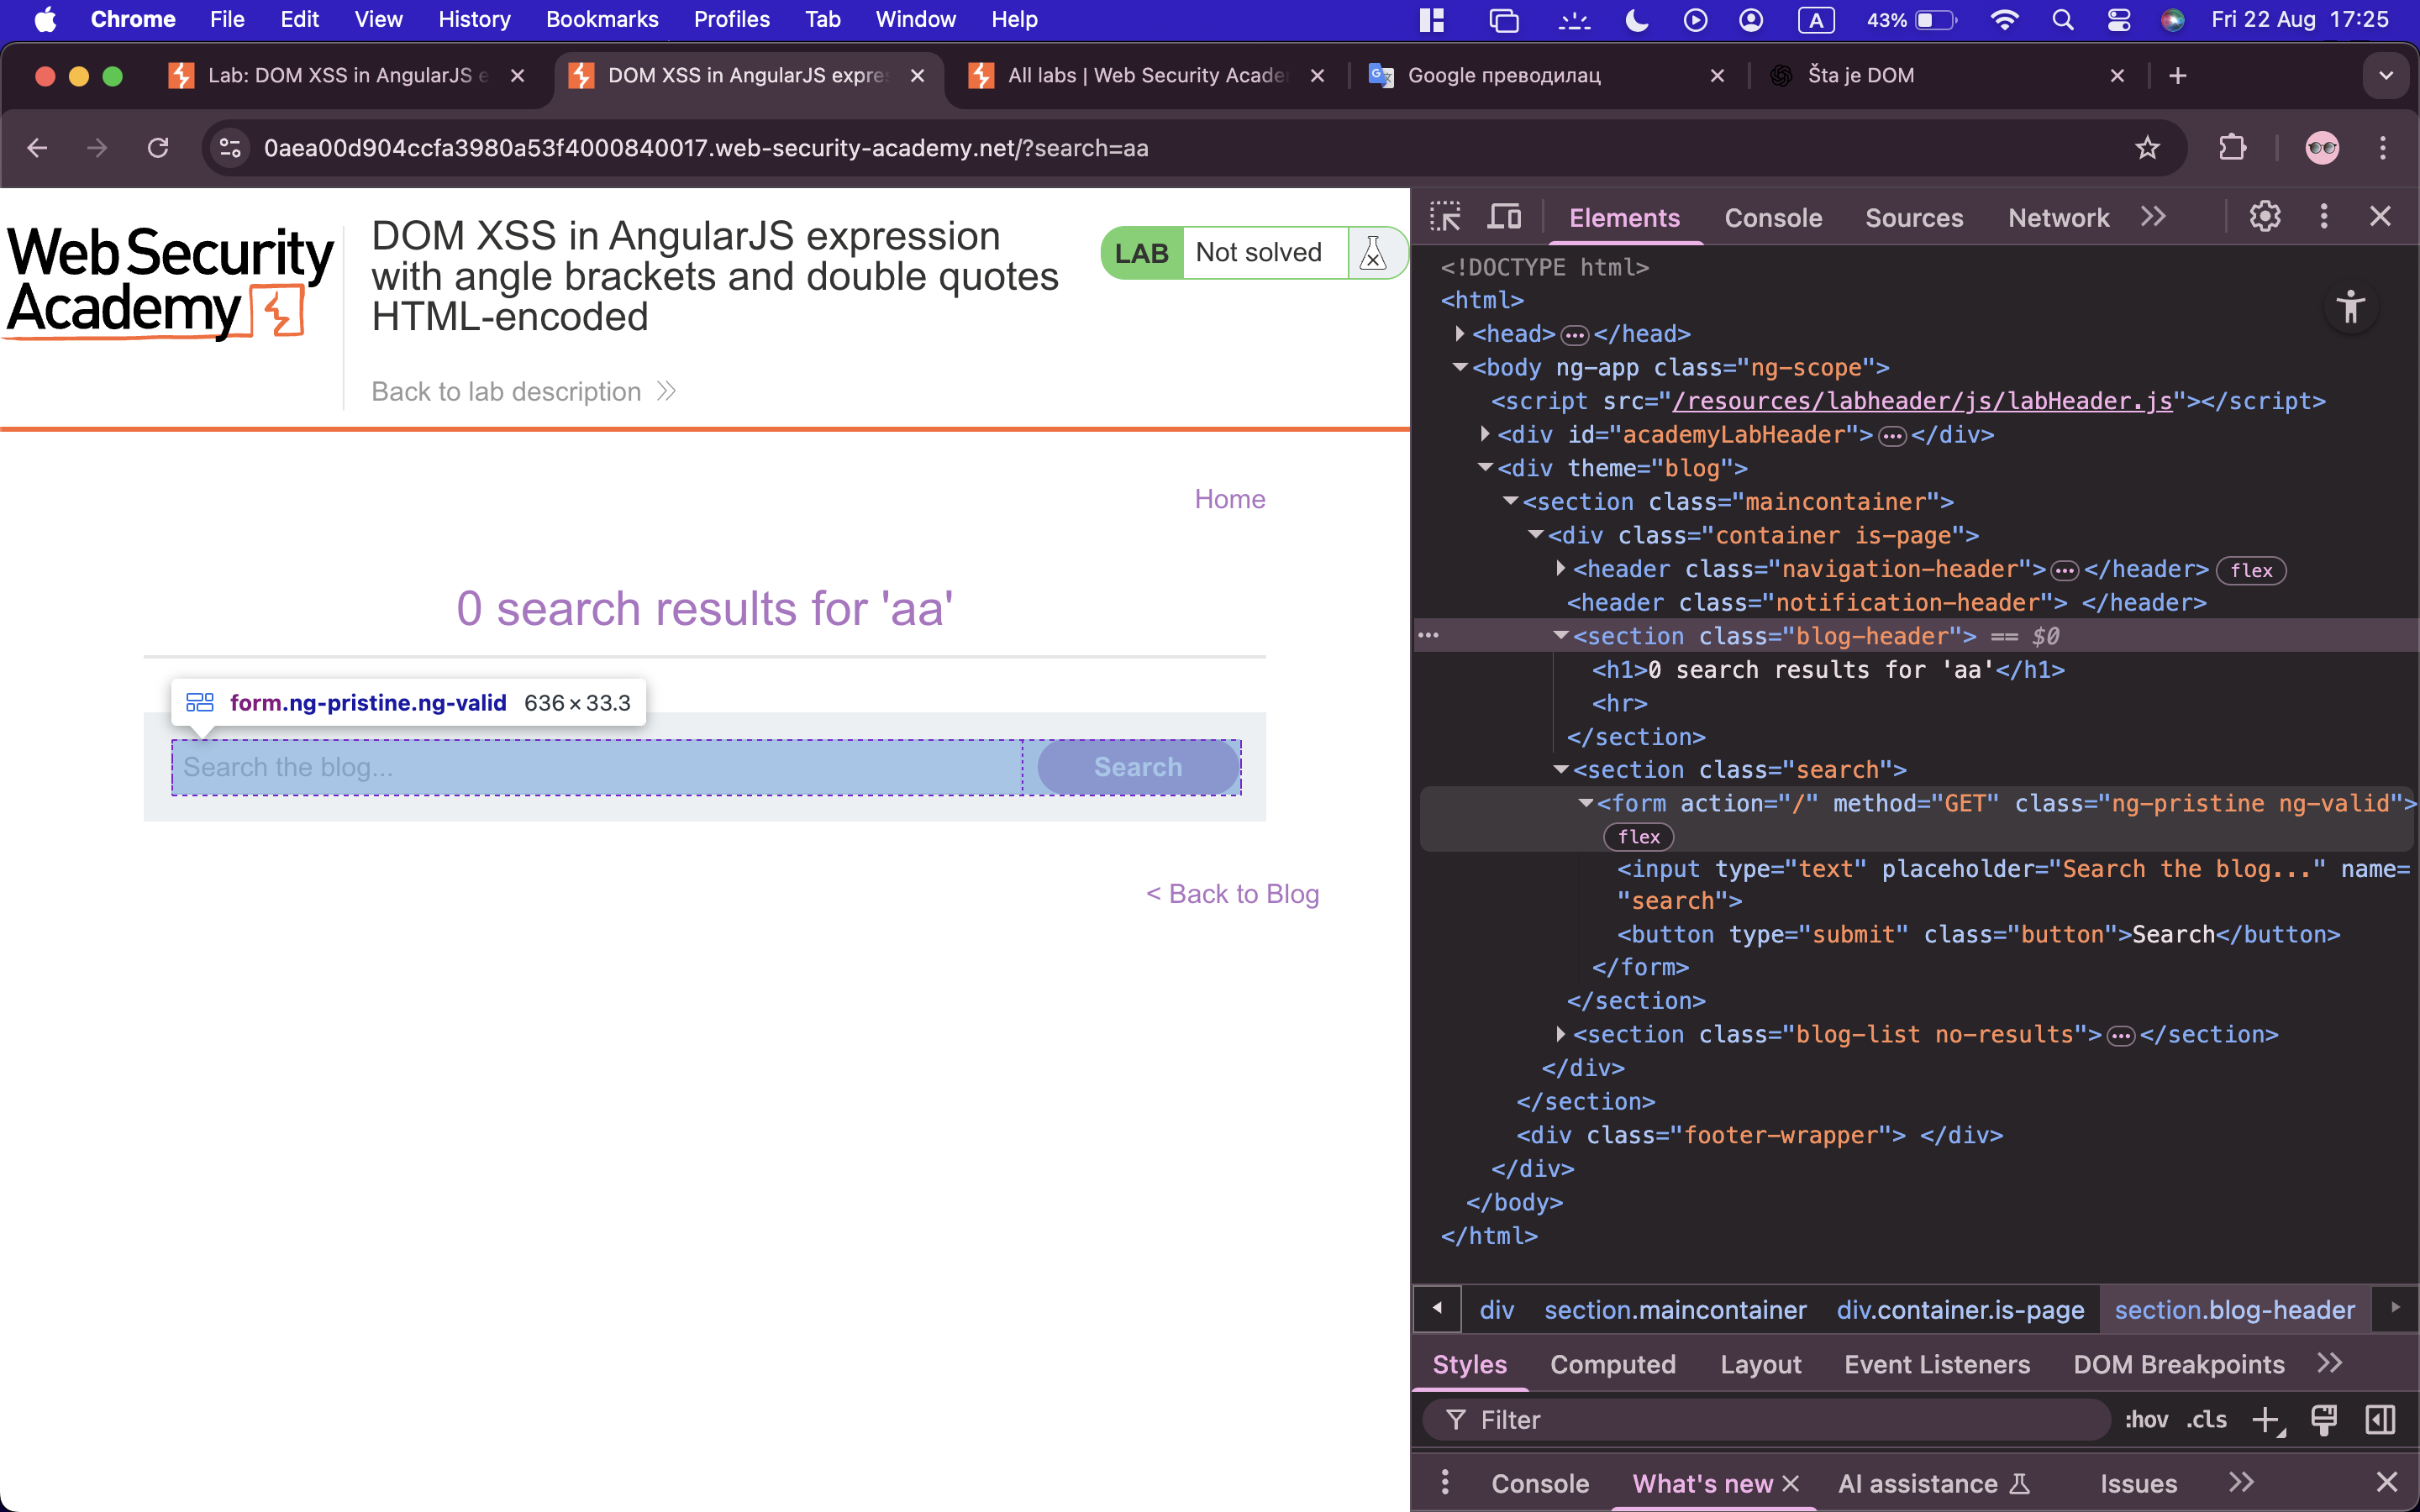 Chrome File Edit View History Bookmarks Profiles Tab Window Help A 43% Fri 22 Aug 17:25
Lab: DOM XSS in AngularJS e
DOM XSS in AngularJS expres
All labs | Web Security Acade
Google преводилац
Šta je DOM
0aea00d904ccfa3980a53f4000840017.web-security-academy.net/?search=aa
Web Security
Academy
DOM XSS in AngularJS expression
with angle brackets and double quotes
HTML-encoded
LAB Not solved
Back to lab description
Home
0 search results for 'aa'
form.ng-pristine.ng-valid 636 × 33.3
Search the blog...
Search
< Back to Blog
Elements Console Sources Network
<!DOCTYPE html>
<html>
<head>…</head>
<body ng-app class="ng-scope">
<script src="/resources/labheader/js/labHeader.js"></script>
<div id="academyLabHeader">…</div>
<div theme="blog">
<section class="maincontainer">
<div class="container is-page">
<header class="navigation-header">…</header> flex
<header class="notification-header"> </header>
<section class="blog-header"> == $0
<h1>0 search results for 'aa'</h1>
<hr>
</section>
<section class="search">
<form action="/" method="GET" class="ng-pristine ng-valid">
flex
<input type="text" placeholder="Search the blog..." name=
"search">
<button type="submit" class="button">Search</button>
</form>
</section>
<section class="blog-list no-results">…</section>
</div>
</section>
<div class="footer-wrapper"> </div>
</div>
</body>
</html>
div section.maincontainer div.container.is-page section.blog-header
Styles Computed Layout Event Listeners DOM Breakpoints
Filter :hov .cls
Console What's new AI assistance Issues